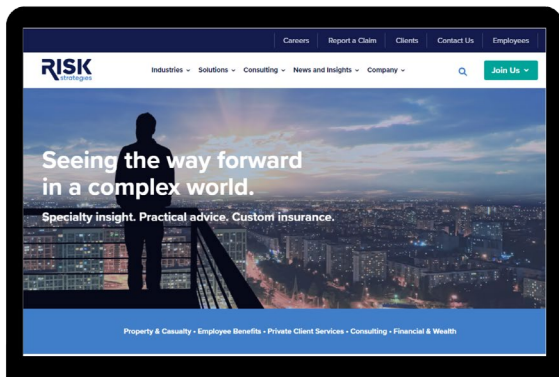 Careers Report a Claim Clients Contact Us Employees
RISK
strategies
Industries Solutions Consulting News and Insights Company Join Us
Seeing the way forward
in a complex world.
Specialty insight. Practical advice. Custom insurance.
Property & Casualty • Employee Benefits • Private Client Services • Consulting • Financial & Wealth